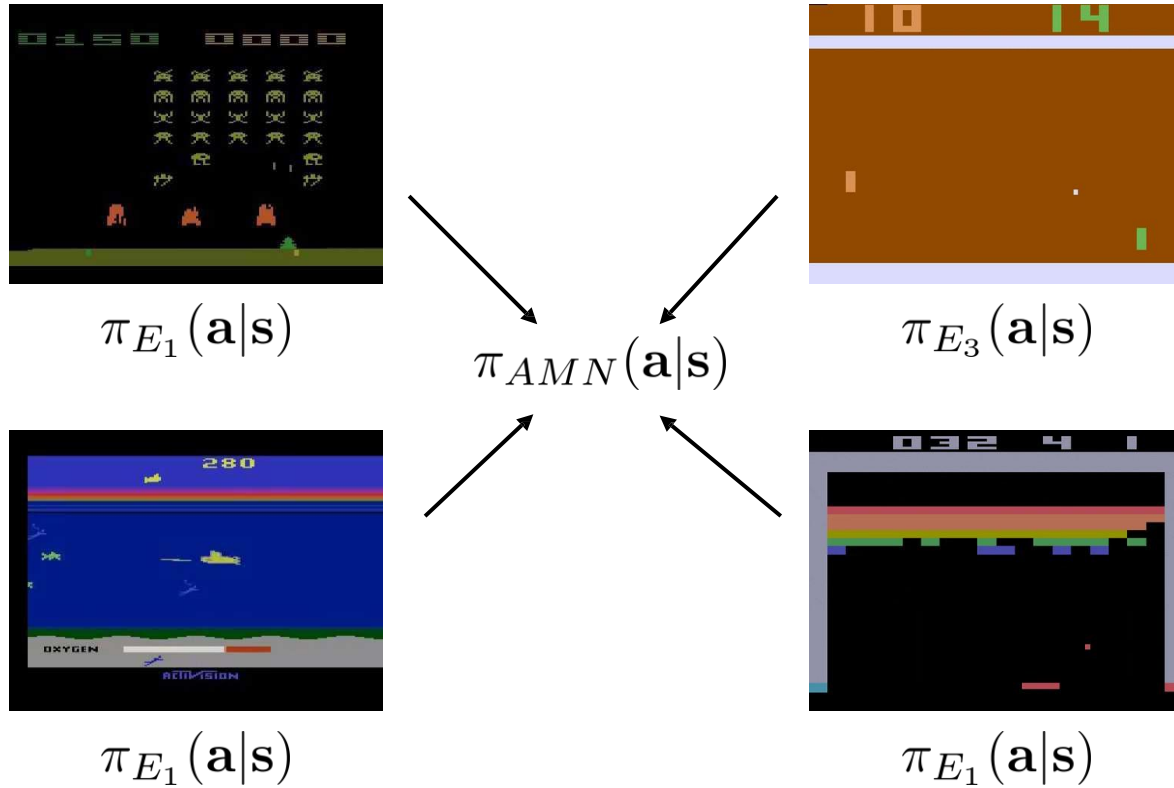 0150 0000
10 14
π_{E_1}(a|s)
π_{E_3}(a|s)
π_{AMN}(a|s)
280
OXYGEN
ACTIVISION
032 4 1
π_{E_1}(a|s)
π_{E_1}(a|s)